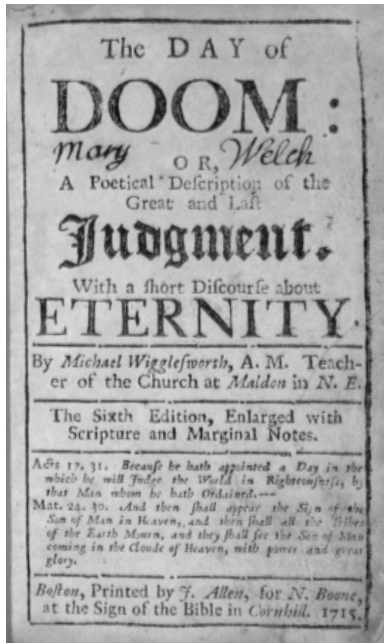 The DAY of
DOOM:
Mary OR, Welch
A Poetical Deſcription of the
Great and Laſt
Judgment.
With a ſhort Diſcourſe about
ETERNITY.
By Michael Wiggleſworth, A. M. Teach-
er of the Church at Maldon in N. E.
The Sixth Edition, Enlarged with
Scripture and Marginal Notes.
Acts 17. 31. Becauſe he hath appointed a Day in the
which he will Judge the World in Righteouſneſs, by
that Man whom he hath Ordained.——
Mat. 24. 30. And then ſhall appear the Sign of the
Son of Man in Heaven, and then ſhall all the Tribes
of the Earth Mourn, and they ſhall ſee the Son of Man
coming in the Clouds of Heaven, with power and great
glory.
Boſton, Printed by J. Allen, for N. Boone,
at the Sign of the Bible in Cornhill. 1715.